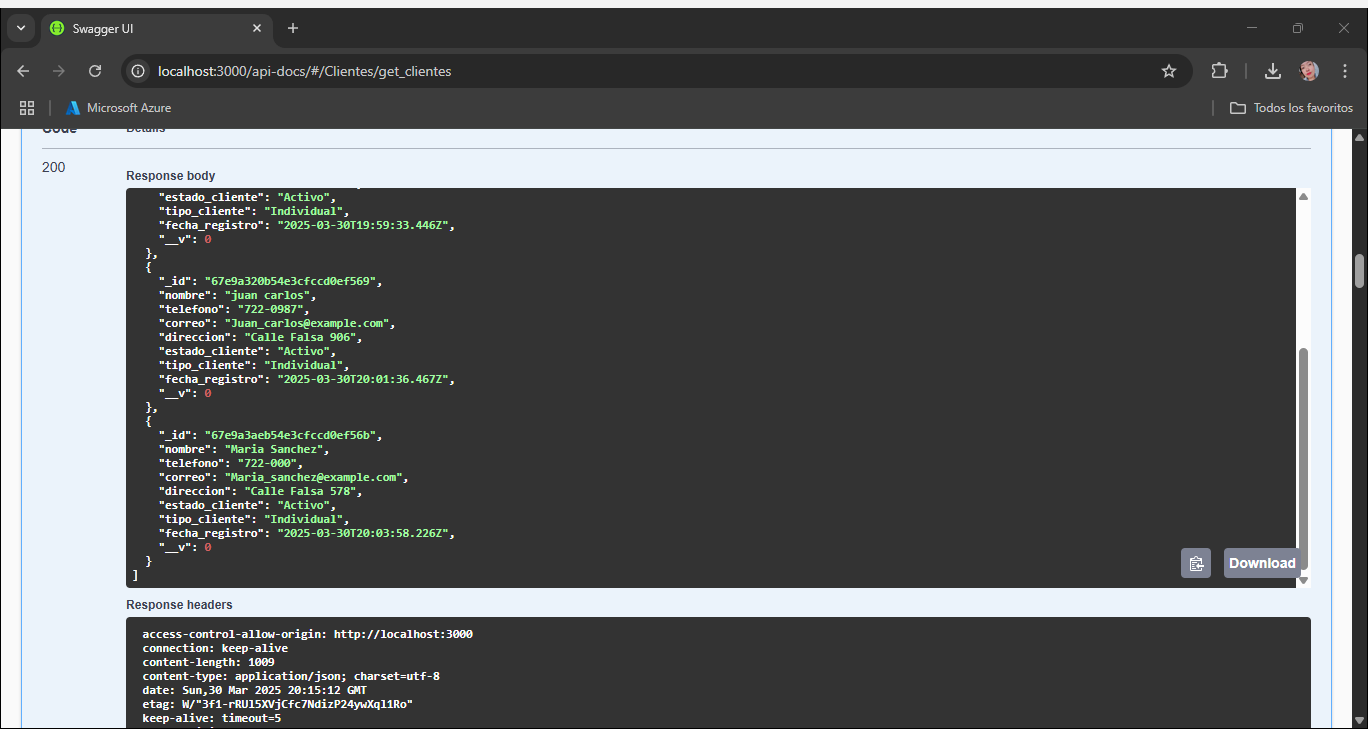 Swagger UI
localhost:3000/api-docs/#/Clientes/get_clientes
Microsoft Azure
Todos los favoritos
Code Details
200
Response body
"estado_cliente": "Activo",
"tipo_cliente": "Individual",
"fecha_registro": "2025-03-30T19:59:33.446Z",
"__v": 0
},
{
"_id": "67e9a320b54e3cfccd0ef569",
"nombre": "juan carlos",
"telefono": "722-0987",
"correo": "Juan_carlos@example.com",
"direccion": "Calle Falsa 906",
"estado_cliente": "Activo",
"tipo_cliente": "Individual",
"fecha_registro": "2025-03-30T20:01:36.467Z",
"__v": 0
},
{
"_id": "67e9a3aeb54e3cfccd0ef56b",
"nombre": "Maria Sanchez",
"telefono": "722-000",
"correo": "Maria_sanchez@example.com",
"direccion": "Calle Falsa 578",
"estado_cliente": "Activo",
"tipo_cliente": "Individual",
"fecha_registro": "2025-03-30T20:03:58.226Z",
"__v": 0
}
]
Download
Response headers
access-control-allow-origin: http://localhost:3000
connection: keep-alive
content-length: 1009
content-type: application/json; charset=utf-8
date: Sun,30 Mar 2025 20:15:12 GMT
etag: W/"3f1-rRUl5XVjCfc7NdizP24ywXql1Ro"
keep-alive: timeout=5